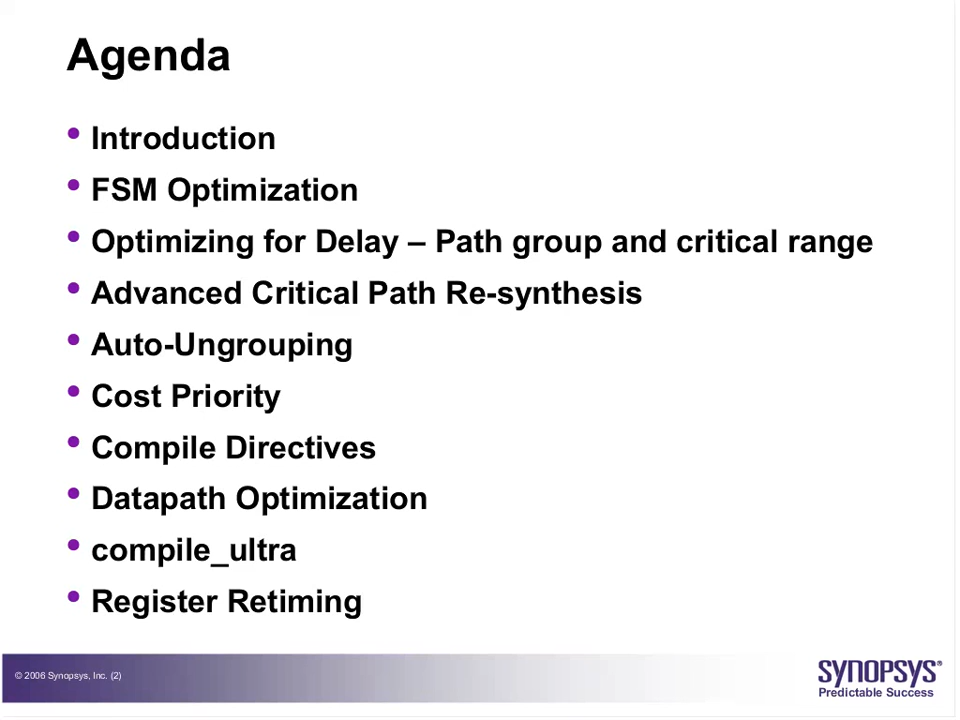 Agenda
• Introduction
• FSM Optimization
• Optimizing for Delay – Path group and critical range
• Advanced Critical Path Re-synthesis
• Auto-Ungrouping
• Cost Priority
• Compile Directives
• Datapath Optimization
• compile_ultra
• Register Retiming
© 2006 Synopsys, Inc. (2)
SYNOPSYS®
Predictable Success